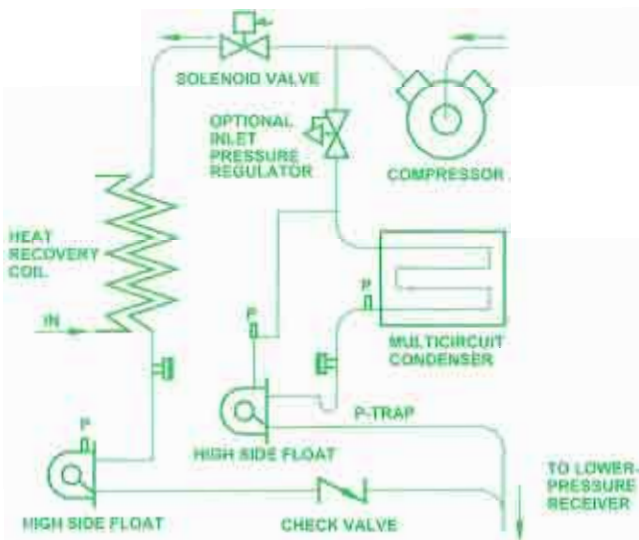 SOLENOID VALVE
OPTIONAL
INLET
PRESSURE
REGULATOR
COMPRESSOR
HEAT
RECOVERY
COIL
IN
P
P
MULTICIRCUIT
CONDENSER
P-TRAP
HIGH SIDE FLOAT
P
HIGH SIDE FLOAT
CHECK VALVE
TO LOWER-
PRESSURE
RECEIVER